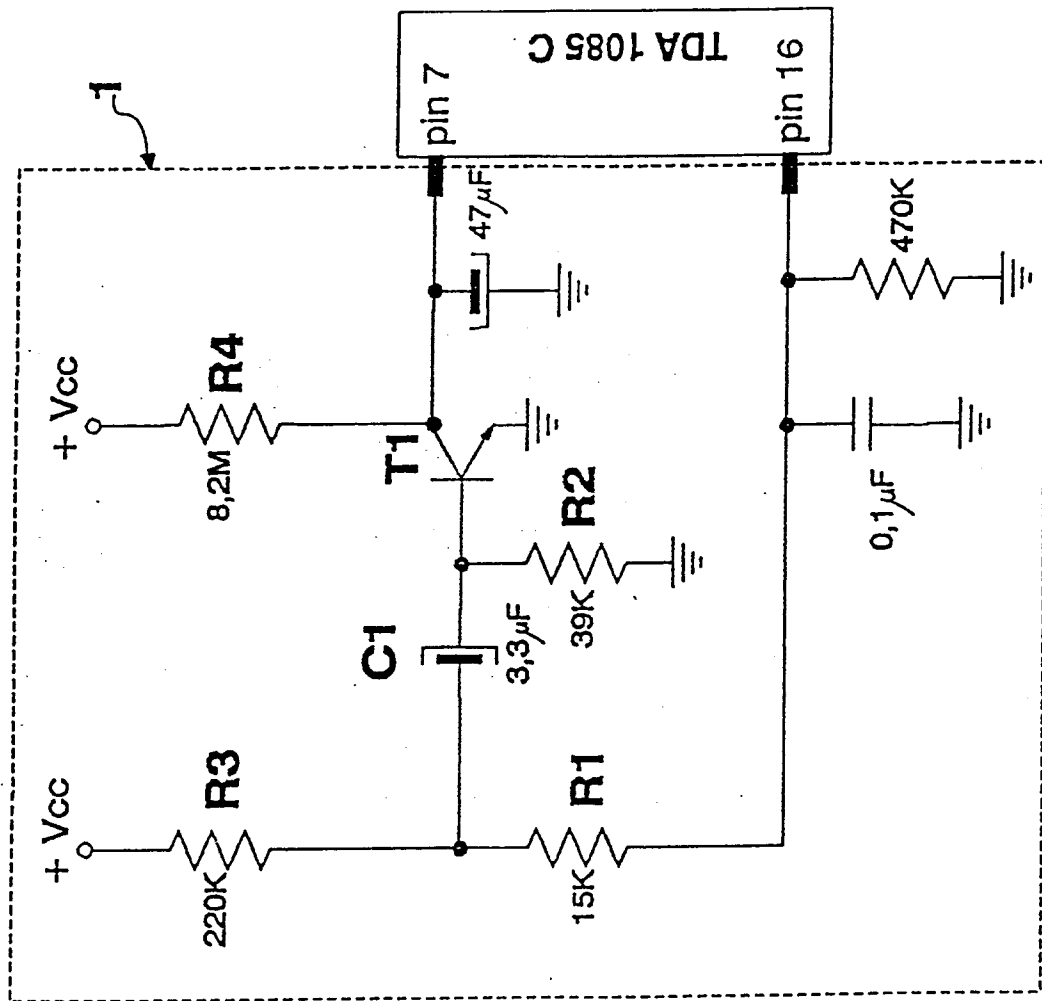 1
+ Vcc
+ Vcc
R4
8,2M
R3
220K
T1
C1
3,3µF
R2
39K
R1
15K
47µF
pin 7
TDA 1085 C
pin 16
470K
0,1µF